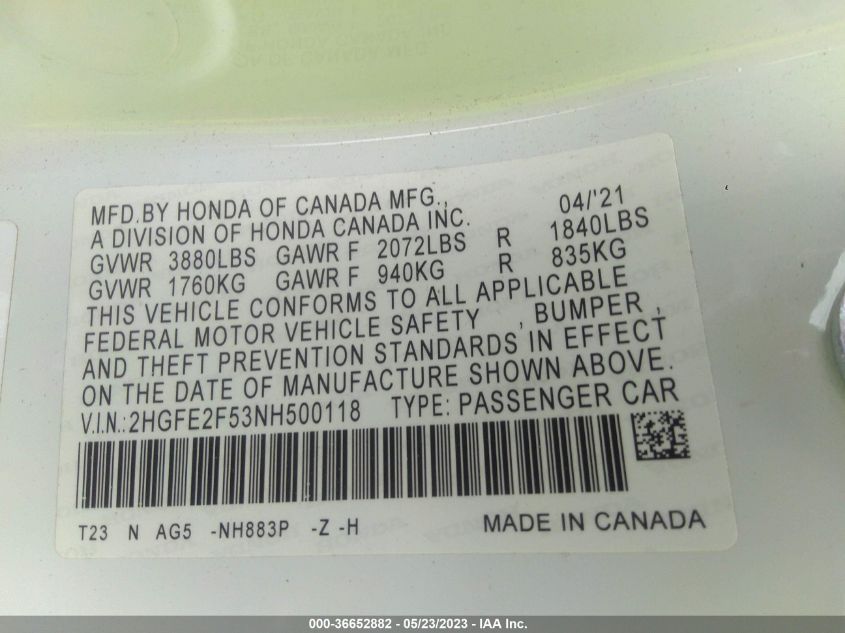 MFD.BY HONDA OF CANADA MFG., 04/'21
A DIVISION OF HONDA CANADA INC.
GVWR 3880LBS GAWR F 2072LBS R 1840LBS
GVWR 1760KG GAWR F 940KG R 835KG
THIS VEHICLE CONFORMS TO ALL APPLICABLE
FEDERAL MOTOR VEHICLE SAFETY , BUMPER ,
AND THEFT PREVENTION STANDARDS IN EFFECT
ON THE DATE OF MANUFACTURE SHOWN ABOVE.
V.I.N.: 2HGFE2F53NH500118 TYPE: PASSENGER CAR
T23 N AG5 -NH883P -Z -H MADE IN CANADA
000-36652882 - 05/23/2023 - IAA Inc.